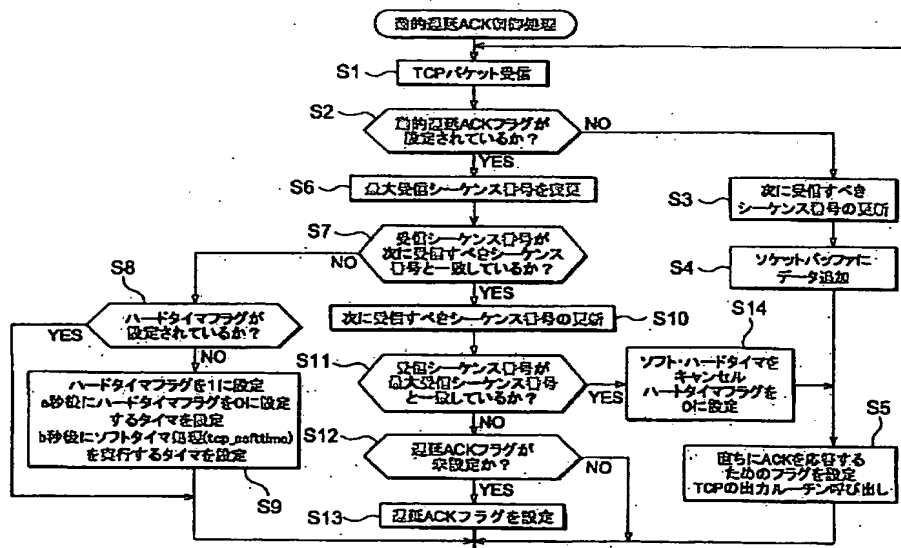 動的遅延ACK制御処理
S1
TCPパケット受信
S2
動的遅延ACKフラグが
設定されているか?
NO
YES
S6
最大受信シーケンス番号を変更
S3
次に受信すべき
シーケンス番号の更新
S7
受信シーケンス番号が
次に受信すべきシーケンス
番号と一致しているか?
NO
YES
S4
ソケットバッファに
データ追加
S8
ハードタイマフラグが
設定されているか?
YES
NO
次に受信すべきシーケンス番号の更新
S10
S14
ソフト・ハードタイマを
キャンセル
ハートタイマフラグを
0に設定
S11
受信シーケンス番号が
最大受信シーケンス番号
と一致しているか?
YES
NO
ハードタイマフラグを1に設定
a秒後にハードタイマフラグを0に設定
するタイマを設定
b秒後にソフトタイマ処理(tcp_softtimo)
を実行するタイマを設定
S9
S12
遅延ACKフラグが
未設定か?
NO
YES
S5
直ちにACKを応答する
ためのフラグを設定
TCPの出力ルーチン呼び出し
S13
遅延ACKフラグを設定